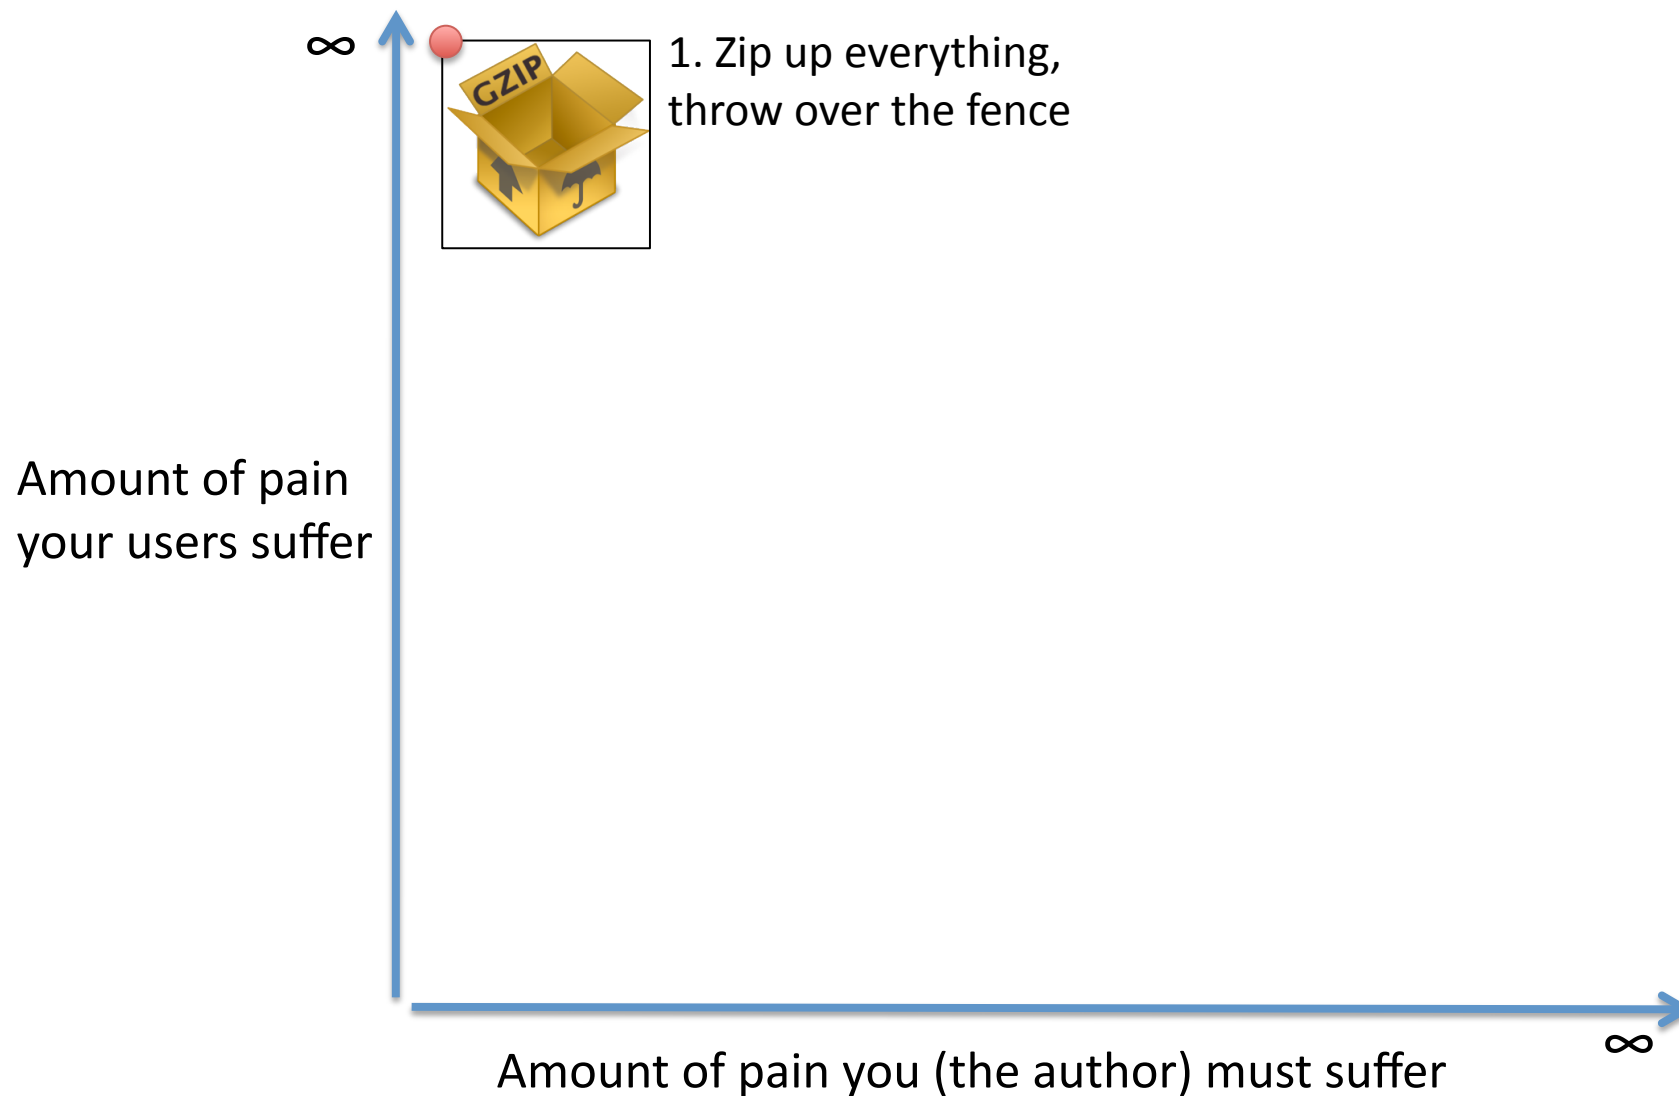 ∞
GZIP
1. Zip up everything,
throw over the fence
Amount of pain
your users suffer
∞
Amount of pain you (the author) must suffer